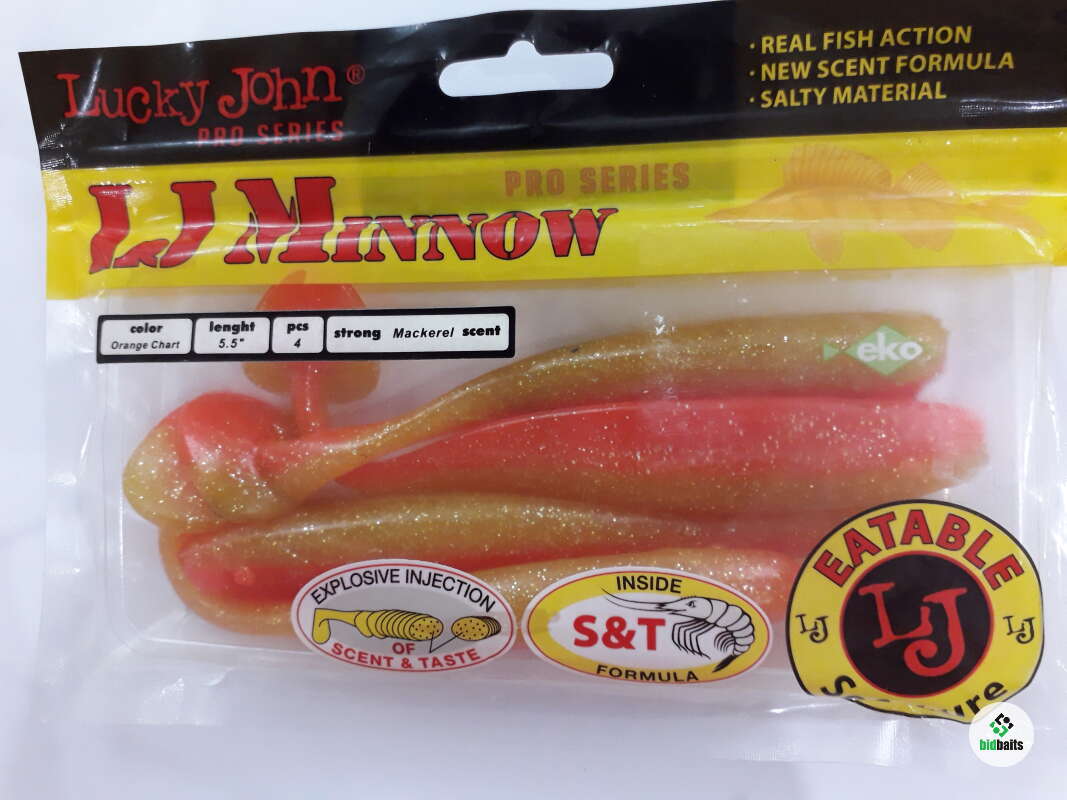 Lucky John®
PRO SERIES
· REAL FISH ACTION
· NEW SCENT FORMULA
· SALTY MATERIAL
PRO SERIES
LJ MINNOW
color
Orange Chart
lenght
5.5"
pcs
4
strong Mackerel scent
eko
EXPLOSIVE INJECTION
OF
SCENT & TASTE
INSIDE
S&T
FORMULA
EATABLE
LJ
LJ
LJ
bidbaits